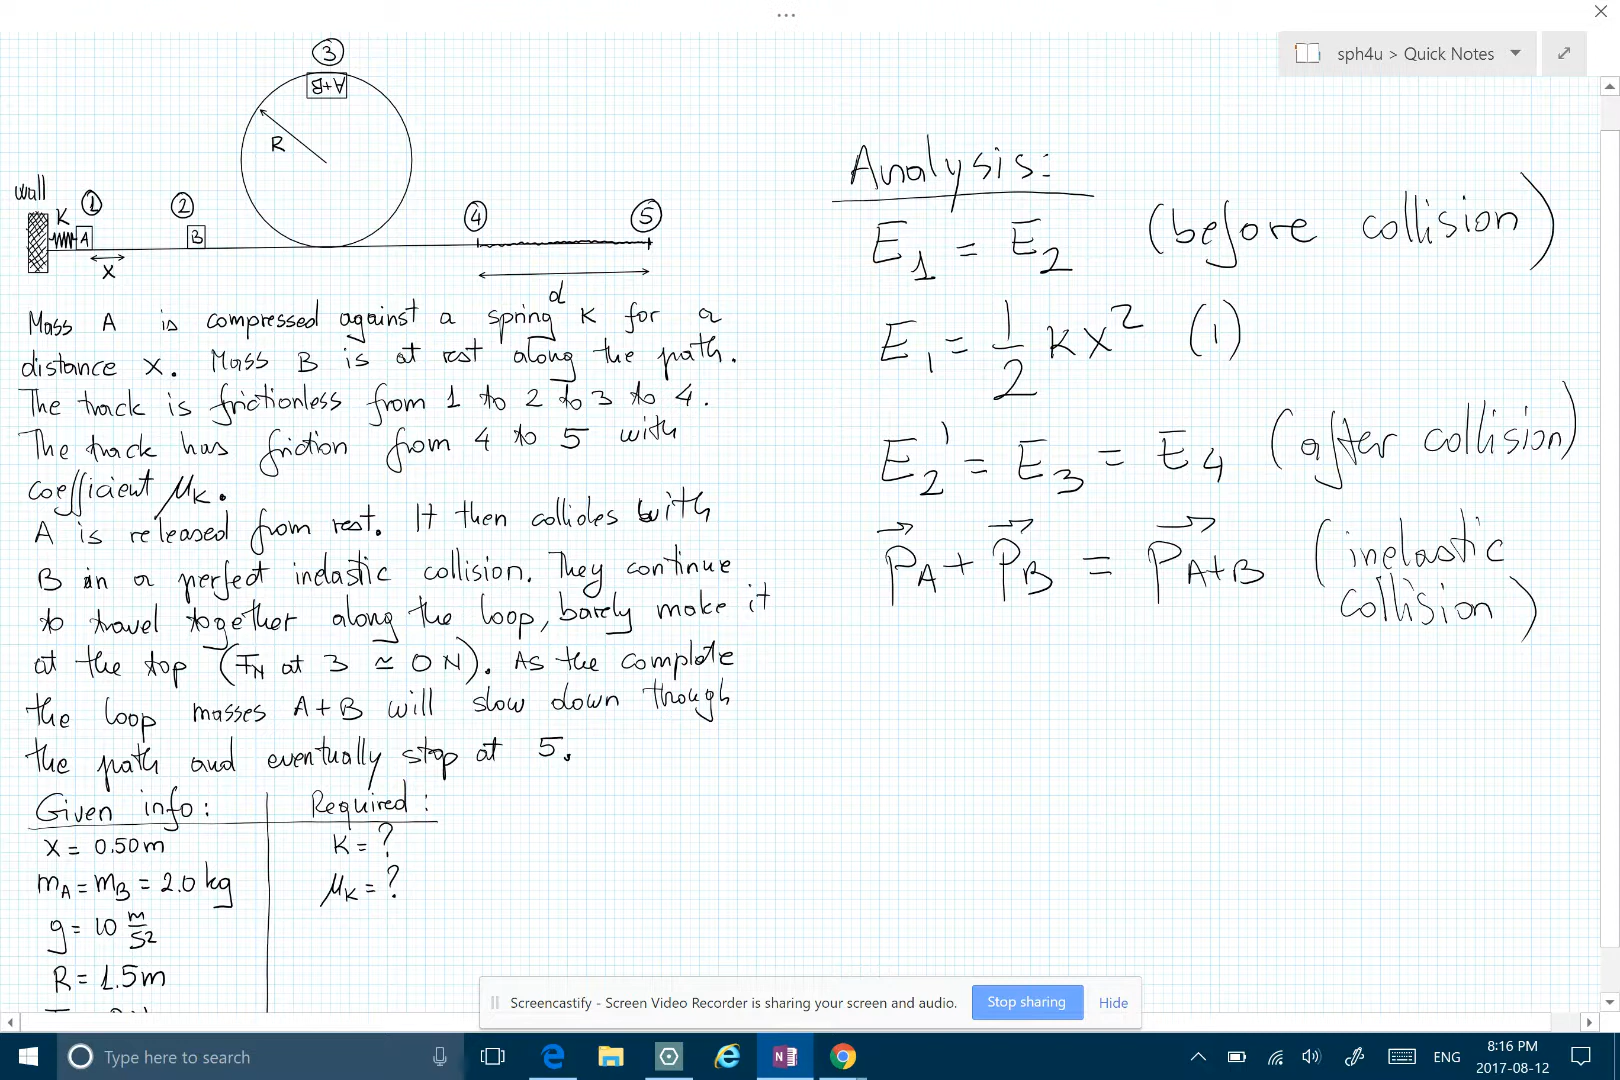 ...
sph4u > Quick Notes
③
A+B
R
wall
K
①
②
④
⑤
A
B
x
d
Mass A is compressed against a spring K for a
distance x. Mass B is at rest along the path.
The track is frictionless from 1 to 2 to 3 to 4.
The track has friction from 4 to 5 with
coefficient μK.
A is released from rest. It then collides with
B in a perfect inelastic collision. They continue
to travel together along the loop, barely make it
at the top (FN at 3 ≃ 0 N). As the complete
the loop masses A+B will slow down though
the path and eventually stop at 5.
Given info:
x = 0.50m
mA = mB = 2.0 kg
g = 10 m/s2
R = 1.5m
Required:
K = ?
μK = ?
Analysis:
E1 = E2 (before collision)
E1 = 1/2 K x² (1)
E2' = E3 = E4 (after collision)
→PA + →PB = →PA+B (inelastic
collision)
Screencastify - Screen Video Recorder is sharing your screen and audio.
Stop sharing
Hide
Type here to search
ENG
8:16 PM
2017-08-12